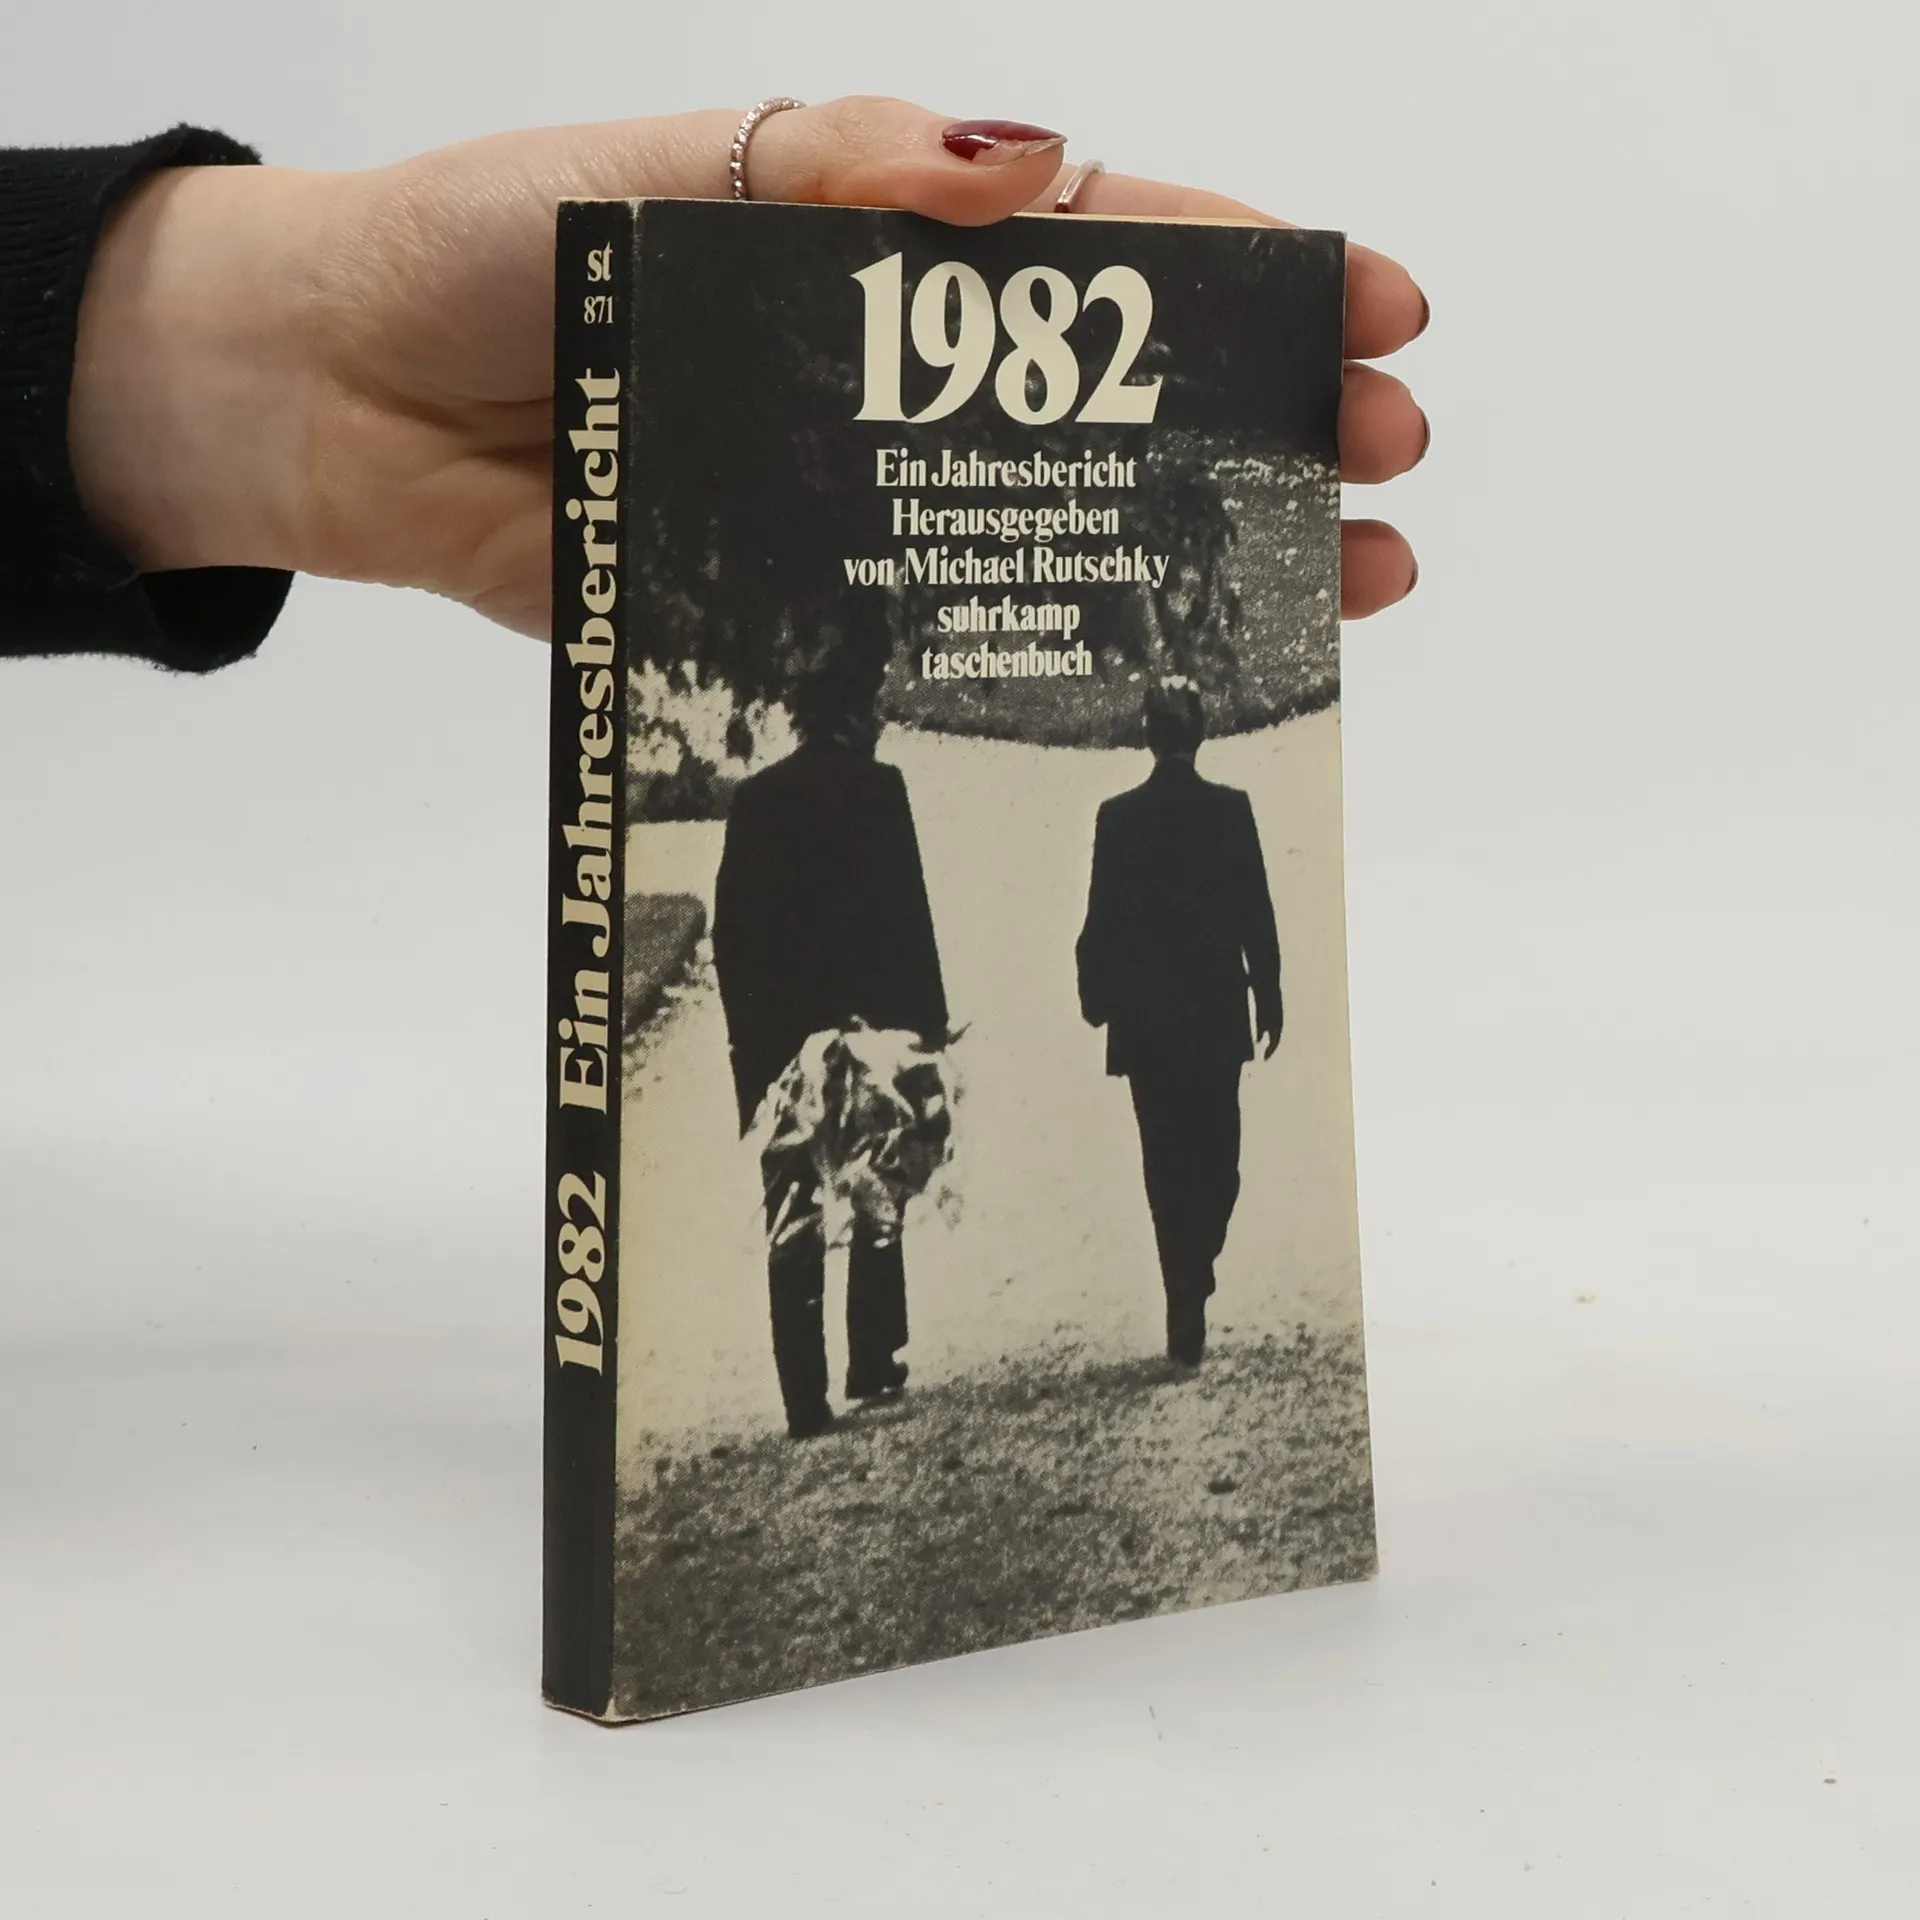 st
871
1982 Ein Jahresbericht
1982
Ein Jahresbericht
Herausgegeben
von Michael Rutschky
suhrkamp
taschenbuch